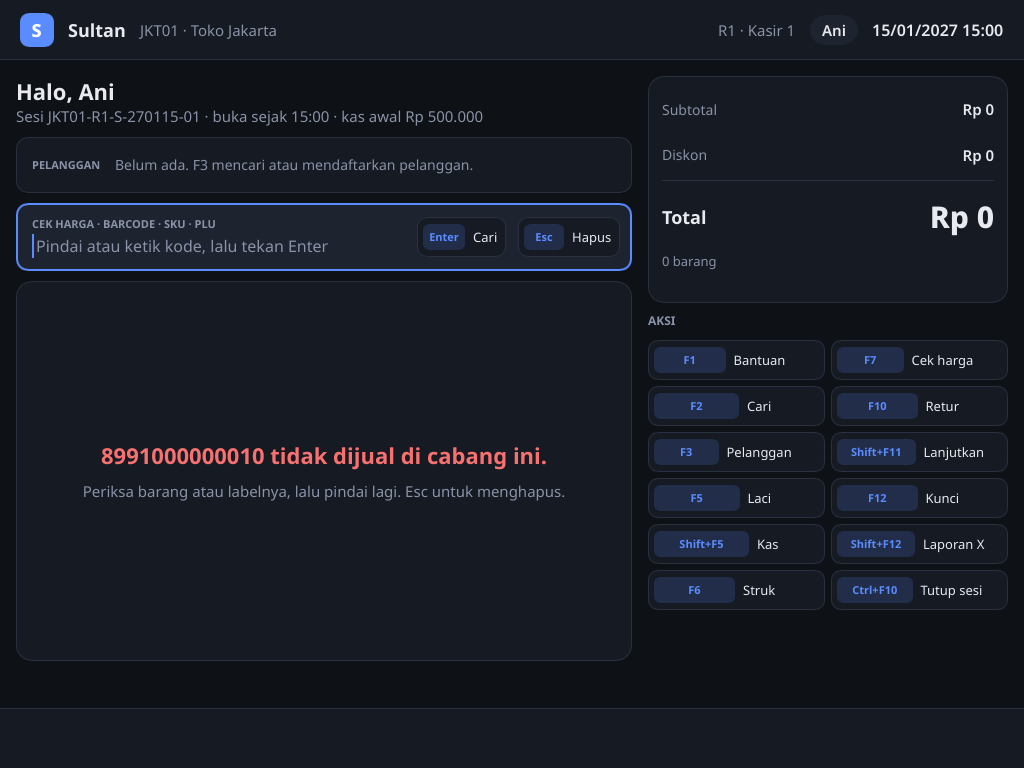 S
Sultan
JKT01 · Toko Jakarta
R1 · Kasir 1
Ani
15/01/2027 15:00
Halo, Ani
Sesi JKT01-R1-S-270115-01 · buka sejak 15:00 · kas awal Rp 500.000
PELANGGAN Belum ada. F3 mencari atau mendaftarkan pelanggan.
CEK HARGA · BARCODE · SKU · PLU
Pindai atau ketik kode, lalu tekan Enter
Enter Cari
Esc Hapus
8991000000010 tidak dijual di cabang ini.
Periksa barang atau labelnya, lalu pindai lagi. Esc untuk menghapus.
Subtotal Rp 0
Diskon Rp 0
Total Rp 0
0 barang
AKSI
F1 Bantuan
F7 Cek harga
F2 Cari
F10 Retur
F3 Pelanggan
Shift+F11 Lanjutkan
F5 Laci
F12 Kunci
Shift+F5 Kas
Shift+F12 Laporan X
F6 Struk
Ctrl+F10 Tutup sesi